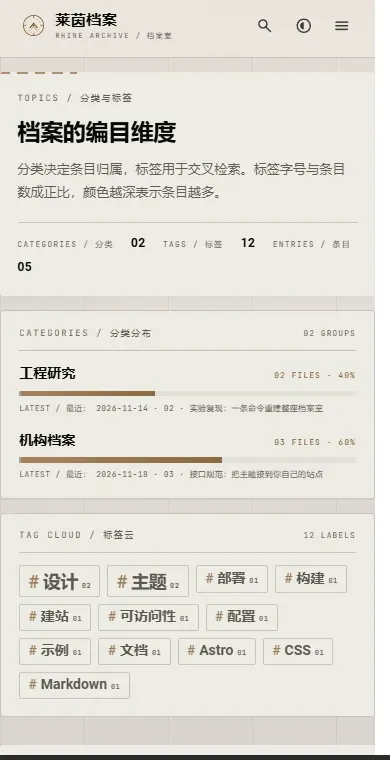 莱茵档案
RHINE ARCHIVE / 档案室
TOPICS / 分类与标签
档案的编目维度
分类决定条目归属，标签用于交叉检索。标签字号与条目
数成正比，颜色越深表示条目越多。
CATEGORIES / 分类 02 TAGS / 标签 12 ENTRIES / 条目
05
CATEGORIES / 分类分布 02 GROUPS
工程研究 02 FILES · 40%
LATEST / 最近: 2026-11-14 · 02 · 实验复现：一条命令重建整座档案室
机构档案 03 FILES · 60%
LATEST / 最近: 2026-11-18 · 03 · 接口规范：把主题接到你自己的站点
TAG CLOUD / 标签云 12 LABELS
# 设计 02 # 主题 02 # 部署 01 # 构建 01
# 建站 01 # 可访问性 01 # 配置 01
# 示例 01 # 文档 01 # Astro 01 # CSS 01
# Markdown 01